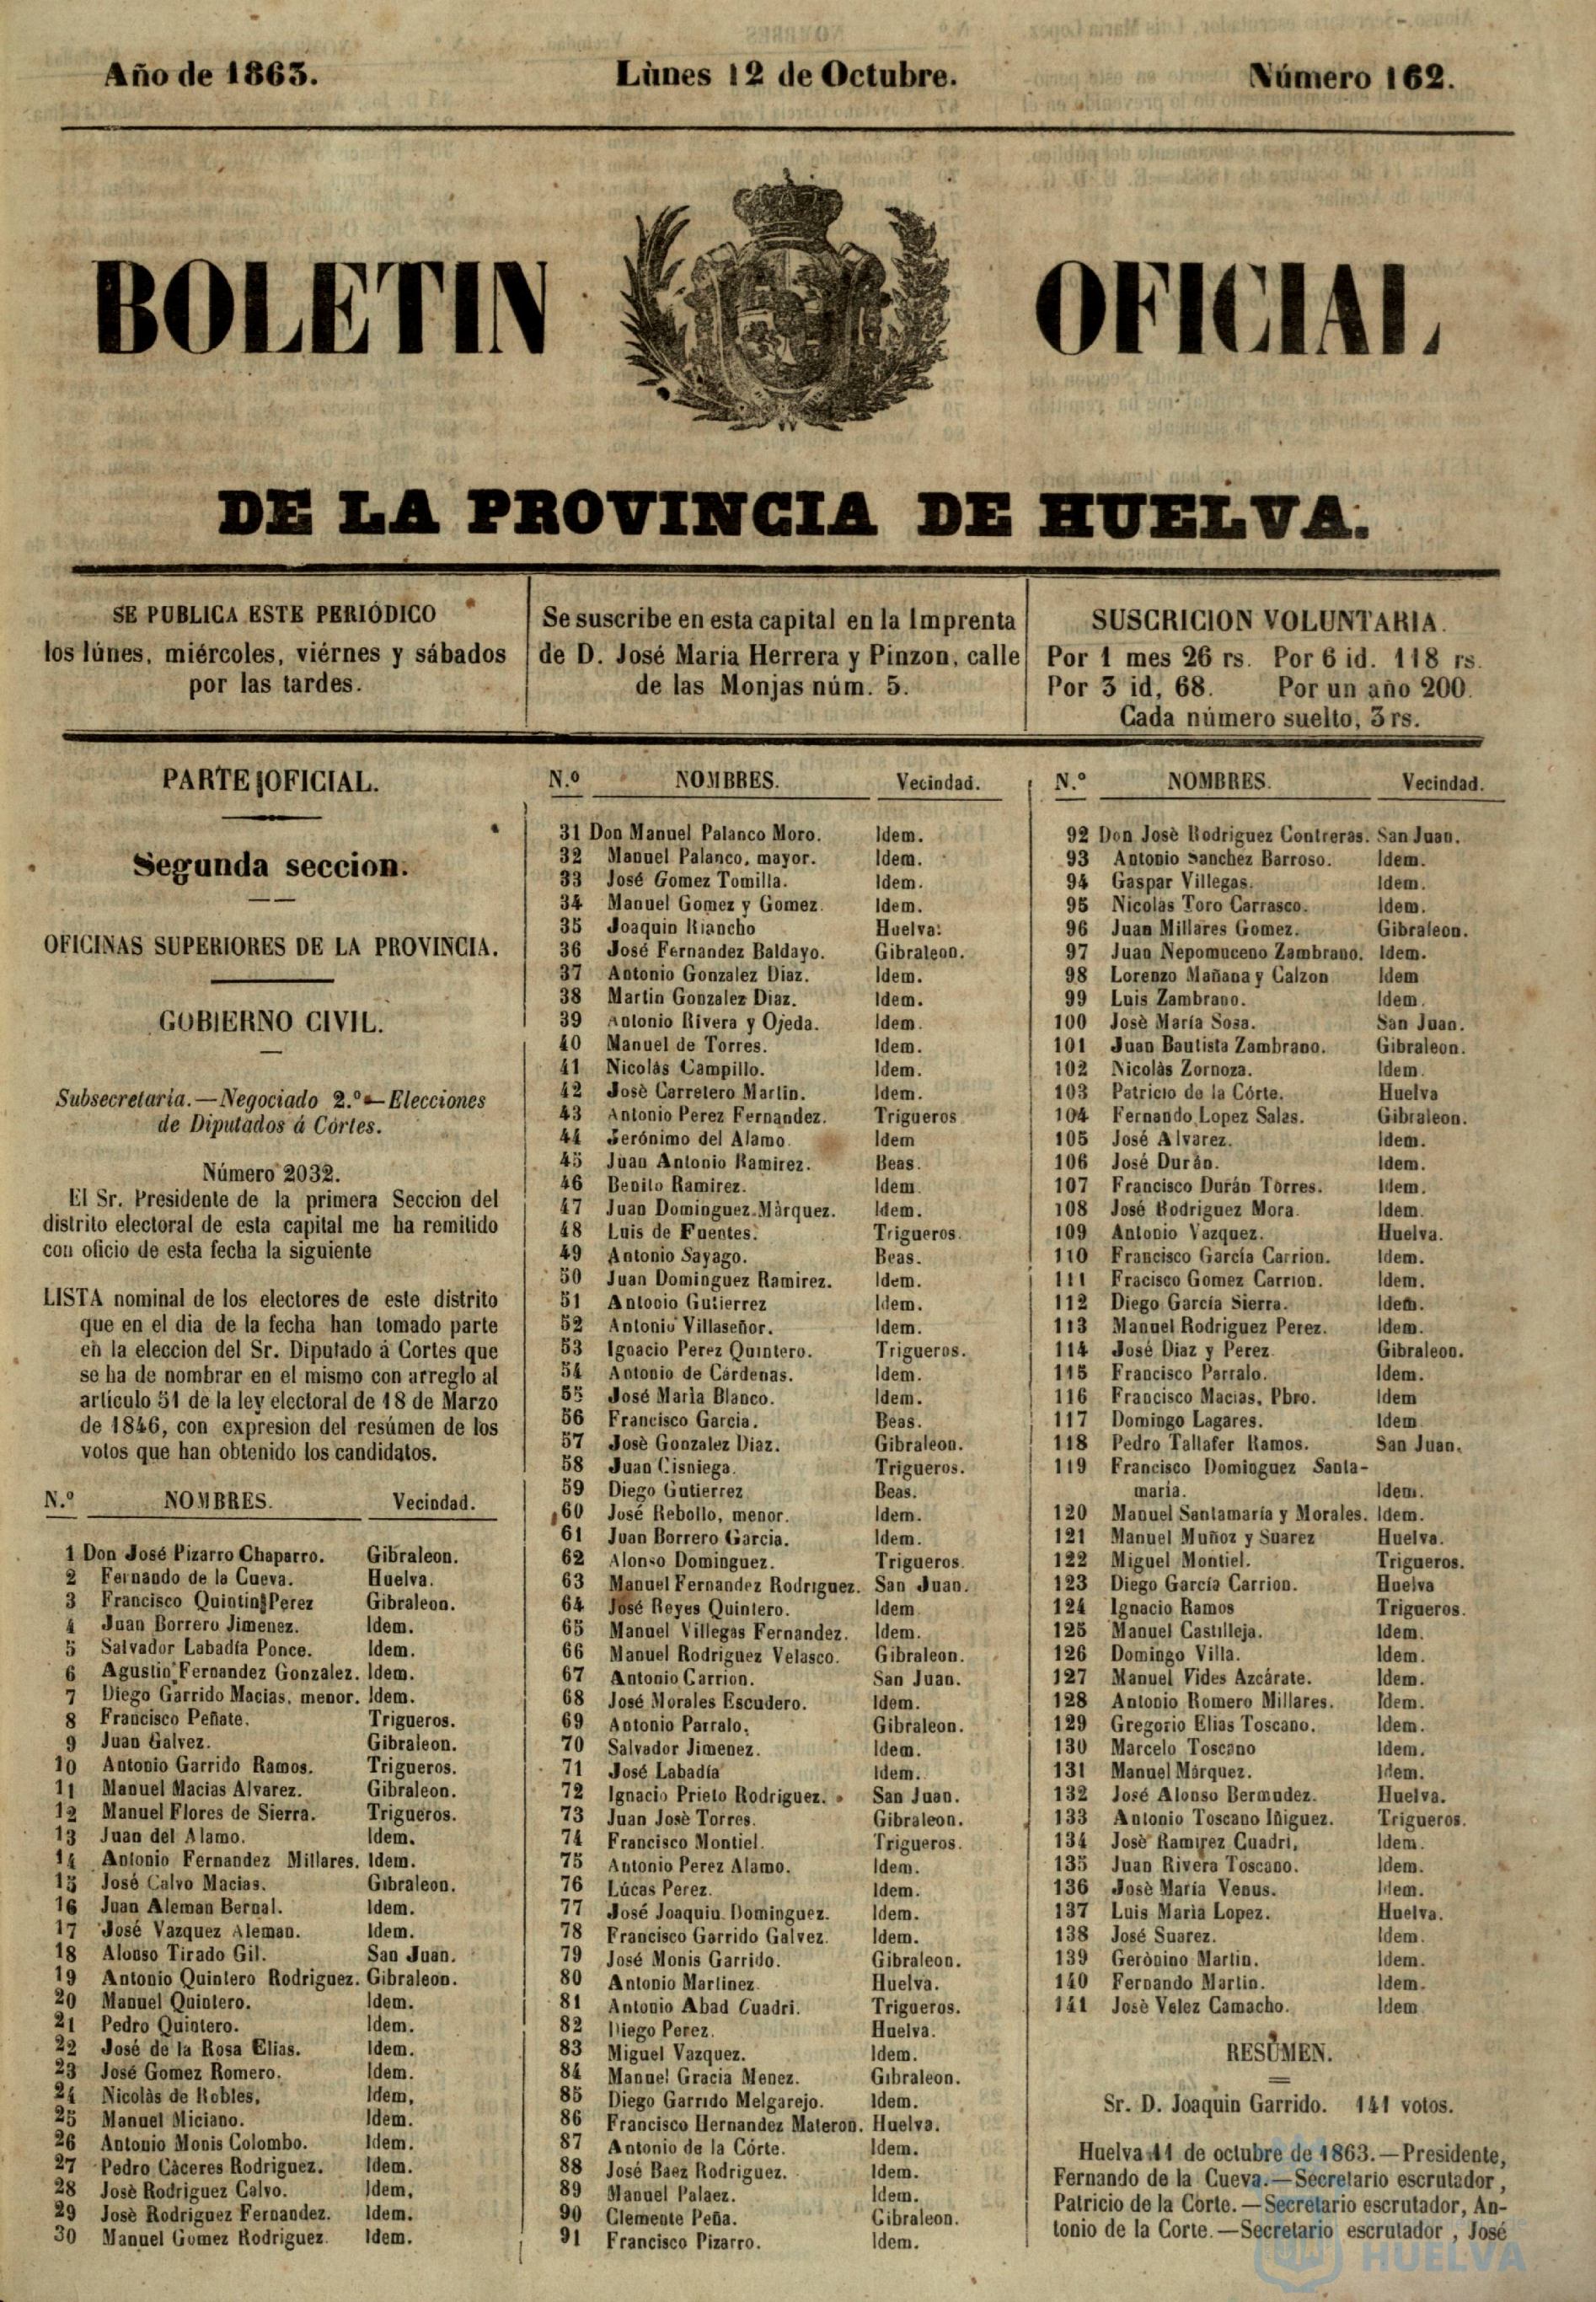 Año de 1863.
Lùnes 12 de Octubre.
Número 162.
BOLETIN OFICIAL
DE LA PROVINCIA DE HUELVA.
SE PUBLICA ESTE PERIÓDICO
los lúnes, miércoles, viérnes y sábados
por las tardes.
Se suscribe en esta capital en la Imprenta
de D. José Maria Herrera y Pinzon, calle
de las Monjas núm. 5.
SUSCRICION VOLUNTARIA.
Por 1 mes 26 rs. Por 6 id. 118 rs.
Por 3 id, 68. Por un año 200.
Cada número suelto, 3 rs.
PARTE OFICIAL.
Segunda seccion.
OFICINAS SUPERIORES DE LA PROVINCIA.
GOBIERNO CIVIL.
Subsecretaria.—Negociado 2.º—Elecciones
de Diputados á Córtes.
Número 2032.
El Sr. Presidente de la primera Seccion del
distrito electoral de esta capital me ha remitido
con oficio de esta fecha la siguiente
LISTA nominal de los electores de este distrito
que en el dia de la fecha han tomado parte
en la eleccion del Sr. Diputado á Cortes que
se ha de nombrar en el mismo con arreglo al
artículo 51 de la ley electoral de 18 de Marzo
de 1846, con expresion del resúmen de los
votos que han obtenido los candidatos.
N.º NOMBRES. Vecindad.
1 Don José Pizarro Chaparro. Gibraleon.
2 Fernando de la Cueva. Huelva.
3 Francisco Quintin Perez Gibraleon.
4 Juan Borrero Jimenez. Idem.
5 Salvador Labadía Ponce. Idem.
6 Agustin Fernandez Gonzalez. Idem.
7 Diego Garrido Macias, menor. Idem.
8 Francisco Peñate. Trigueros.
9 Juan Galvez. Gibraleon.
10 Antonio Garrido Ramos. Trigueros.
11 Manuel Macias Alvarez. Gibraleon.
12 Manuel Flores de Sierra. Trigueros.
13 Juan del Alamo. Idem.
14 Antonio Fernandez Millares. Idem.
15 José Calvo Macias. Gibraleon.
16 Juan Aleman Bernal. Idem.
17 José Vazquez Aleman. Idem.
18 Alonso Tirado Gil. San Juan.
19 Antonio Quintero Rodriguez. Gibraleon.
20 Manuel Quintero. Idem.
21 Pedro Quintero. Idem.
22 José de la Rosa Elias. Idem.
23 José Gomez Romero. Idem.
24 Nicolàs de Robles, Idem,
25 Manuel Miciano. Idem.
26 Antonio Monis Colombo. Idem.
27 Pedro Càceres Rodriguez. Idem.
28 Josè Rodriguez Calvo. Idem,
29 Josè Rodriguez Fernandez. Idem.
30 Manuel Gomez Rodriguez. Idem.
N.º NOMBRES. Vecindad.
31 Don Manuel Palanco Moro. Idem.
32 Manuel Palanco, mayor. Idem.
33 José Gomez Tomilla. Idem.
34 Manuel Gomez y Gomez. Idem.
35 Joaquin Riancho Huelva.
36 José Fernandez Baldayo. Gibraleon.
37 Antonio Gonzalez Diaz. Idem.
38 Martin Gonzalez Diaz. Idem.
39 Antonio Rivera y Ojeda. Idem.
40 Manuel de Torres. Idem.
41 Nicolás Campillo. Idem.
42 Josè Carretero Martin. Idem.
43 Antonio Perez Fernandez. Trigueros
44 Gerónimo del Alamo Idem
45 Juan Antonio Ramirez. Beas.
46 Benito Ramirez. Idem
47 Juan Dominguez Màrquez. Idem.
48 Luis de Fuentes. Trigueros.
49 Antonio Sayago. Beas.
50 Juan Dominguez Ramirez. Idem.
51 Antonio Gutierrez Idem.
52 Antonio Villaseñor. Idem.
53 Ignacio Perez Quintero. Trigueros.
54 Antonio de Cárdenas. Idem.
55 José Maria Blanco. Idem.
56 Francisco Garcia. Beas.
57 Josè Gonzalez Diaz. Gibraleon.
58 Juan Cisniega. Trigueros.
59 Diego Gutierrez Beas.
60 José Rebollo, menor. Idem.
61 Juan Borrero Garcia. Idem.
62 Alonso Dominguez. Trigueros.
63 Manuel Fernandez Rodriguez. San Juan.
64 José Reyes Quintero. Idem
65 Manuel Villegas Fernandez. Idem.
66 Manuel Rodriguez Velasco. Gibraleon.
67 Antonio Carrion. San Juan.
68 José Morales Escudero. Idem.
69 Antonio Parralo. Gibraleon.
70 Salvador Jimenez. Idem.
71 José Labadía Idem.
72 Ignacio Prieto Rodriguez. San Juan.
73 Juan Josè Torres. Gibraleon.
74 Francisco Montiel. Trigueros.
75 Antonio Perez Alamo. Idem.
76 Lúcas Perez. Idem.
77 José Joaquin Dominguez. Idem.
78 Francisco Garrido Galvez. Idem.
79 José Monis Garrido. Gibraleon.
80 Antonio Martinez Huelva.
81 Antonio Abad Cuadri. Trigueros.
82 Diego Perez. Huelva.
83 Miguel Vazquez. Idem.
84 Manuel Gracia Menez. Gibraleon.
85 Diego Garrido Melgarejo. Idem.
86 Francisco Hernandez Materon. Huelva.
87 Antonio de la Córte. Idem.
88 José Baez Rodriguez. Idem.
89 Manuel Palaez. Idem.
90 Clemente Peña. Gibraleon.
91 Francisco Pizarro. Idem.
N.º NOMBRES. Vecindad.
92 Don Josè Rodriguez Contreras. San Juan.
93 Antonio Sanchez Barroso. Idem.
94 Gaspar Villegas. Idem.
95 Nicolás Toro Carrasco. Idem.
96 Juan Millares Gomez. Gibraleon.
97 Juan Nepomuceno Zambrano. Idem.
98 Lorenzo Mañana y Calzon Idem
99 Luis Zambrano. Idem.
100 Josè María Sosa. San Juan.
101 Juan Bautista Zambrano. Gibraleon.
102 Nicolàs Zornoza. Idem.
103 Patricio de la Córte. Huelva
104 Fernando Lopez Salas. Gibraleon.
105 José Alvarez. Idem.
106 José Durán. Idem.
107 Francisco Durán Torres. Idem.
108 José Rodriguez Mora. Idem.
109 Antonio Vazquez. Huelva.
110 Francisco García Carrion. Idem.
111 Fracisco Gomez Carrion. Idem.
112 Diego García Sierra. Idem.
113 Manuel Rodriguez Perez. Idem.
114 José Diaz y Perez Gibraleon.
115 Francisco Parralo. Idem.
116 Francisco Macias, Pbro. Idem
117 Domingo Lagares. Idem
118 Pedro Tallafer Ramos. San Juan.
119 Francisco Dominguez Santa-
maria. Idem.
120 Manuel Santamaría y Morales. Idem.
121 Manuel Muñoz y Suarez Huelva.
122 Miguel Montiel. Trigueros.
123 Diego García Carrion. Huelva
124 Ignacio Ramos Trigueros.
125 Manuel Castilleja. Idem.
126 Domingo Villa. Idem.
127 Manuel Vides Azcárate. Idem.
128 Antonio Romero Millares. Idem.
129 Gregorio Elias Toscano. Idem.
130 Marcelo Toscano Idem.
131 Manuel Márquez. Idem.
132 José Alonso Bermudez. Huelva.
133 Antonio Toscano Iñiguez. Trigueros.
134 Josè Ramirez Cuadri, Idem.
135 Juan Rivera Toscano. Idem.
136 Josè María Venus. Idem.
137 Luis Maria Lopez. Huelva.
138 José Suarez. Idem.
139 Gerònino Martin. Idem.
140 Fernando Martin. Idem.
141 Josè Velez Camacho. Idem
RESÚMEN.
Sr. D. Joaquin Garrido. 141 votos.
Huelva 11 de octubre de 1863.—Presidente,
Fernando de la Cueva.—Secretario escrutador,
Patricio de la Corte.—Secretario escrutador, An-
tonio de la Corte.—Secretario escrutador, José
HUELVA